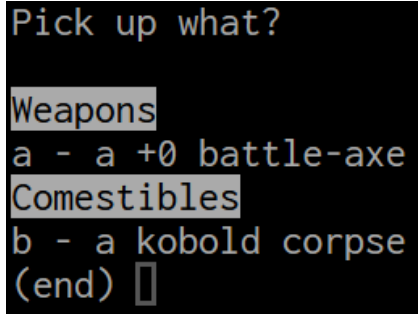 Pick up what?
Weapons
a - a +0 battle-axe
Comestibles
b - a kobold corpse
(end)